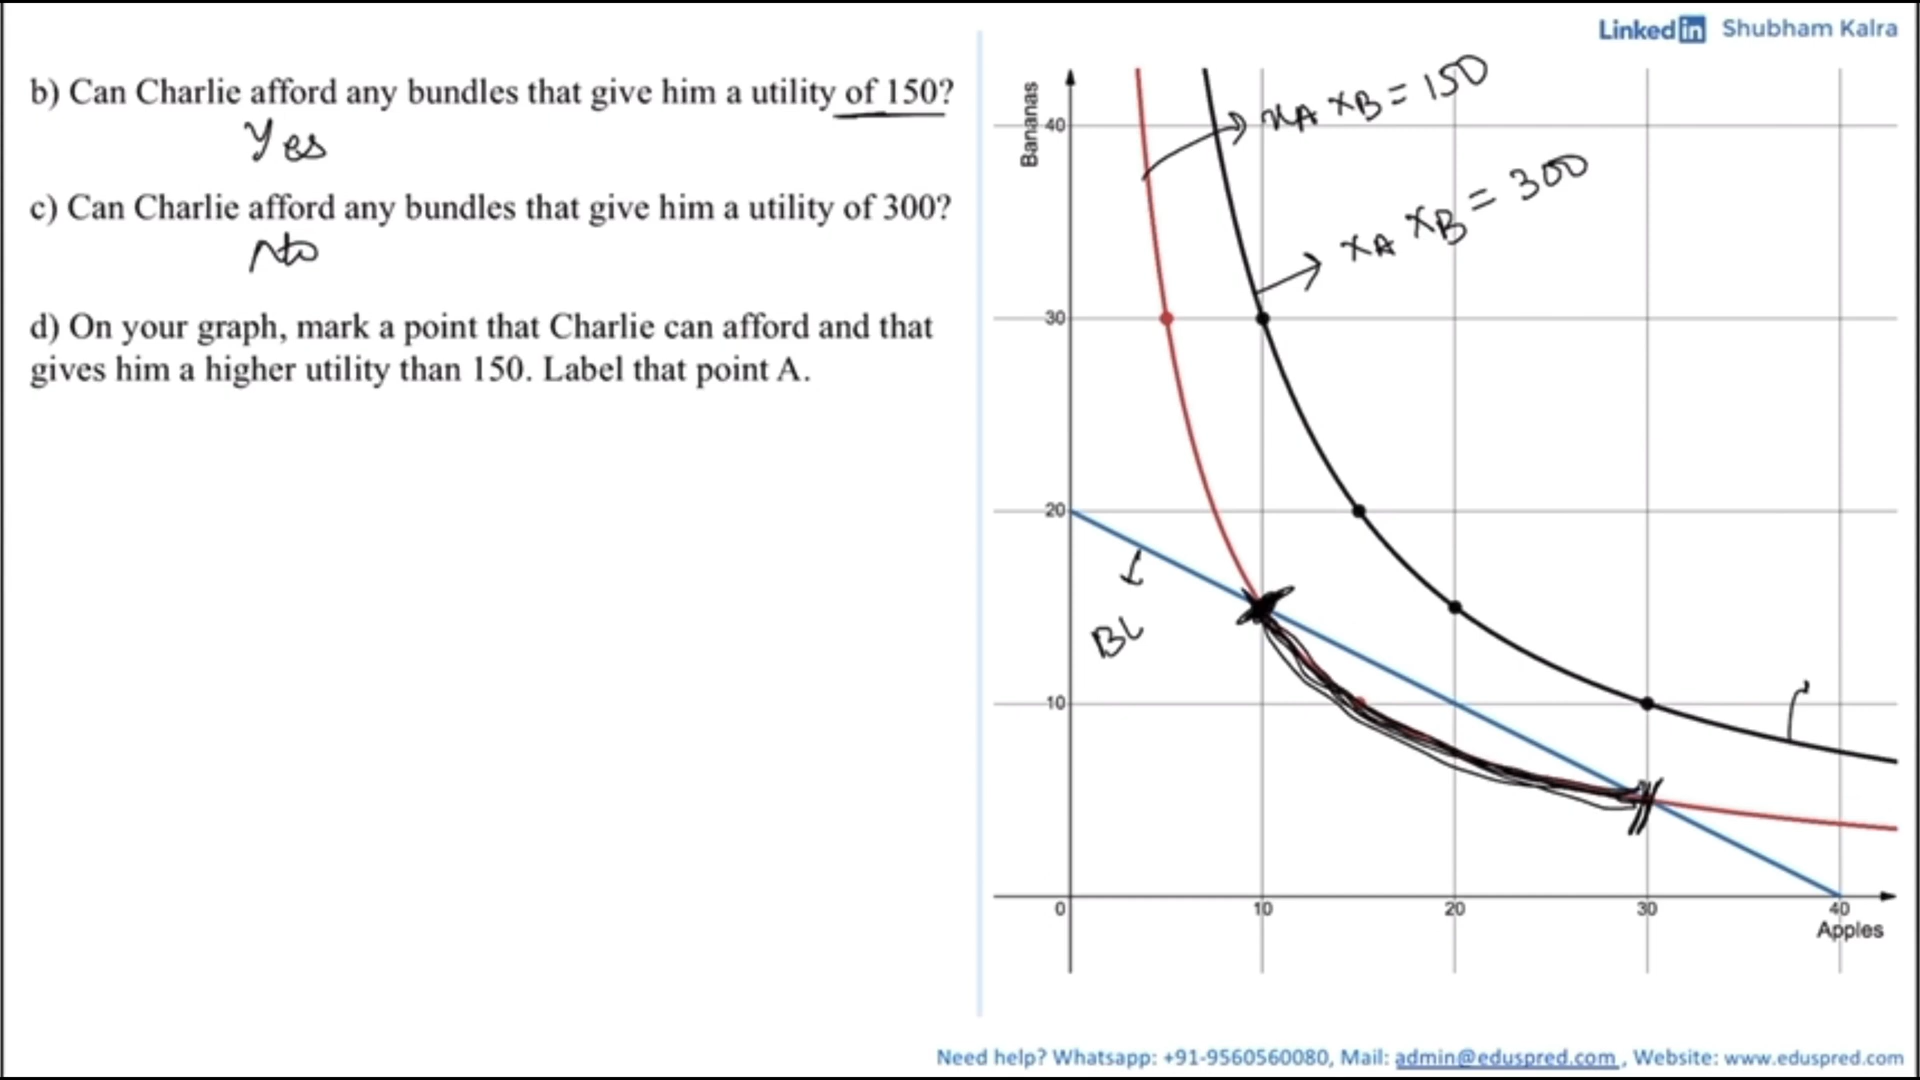 Linkedin Shubham Kalra
b) Can Charlie afford any bundles that give him a utility of 150?
Yes
c) Can Charlie afford any bundles that give him a utility of 300?
No
d) On your graph, mark a point that Charlie can afford and that
gives him a higher utility than 150. Label that point A.
Bananas
40
30
20
10
0
10
20
30
40
Apples
xA xB = 150
xA xB = 300
BL
Need help? Whatsapp: +91-9560560080, Mail: admin@eduspred.com , Website: www.eduspred.com